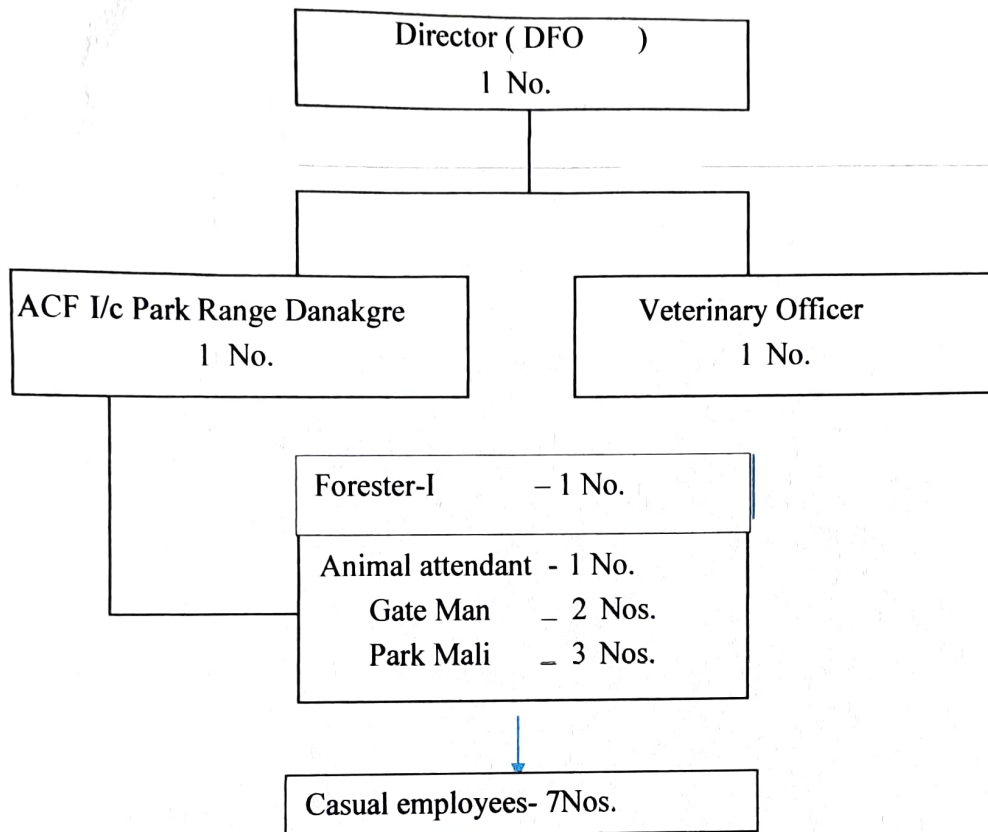 Director ( DFO )
1 No.
ACF I/c Park Range Danakgre
1 No.
Veterinary Officer
1 No.
Forester-I – 1 No.
Animal attendant - 1 No.
Gate Man – 2 Nos.
Park Mali – 3 Nos.
Casual employees- 7Nos.